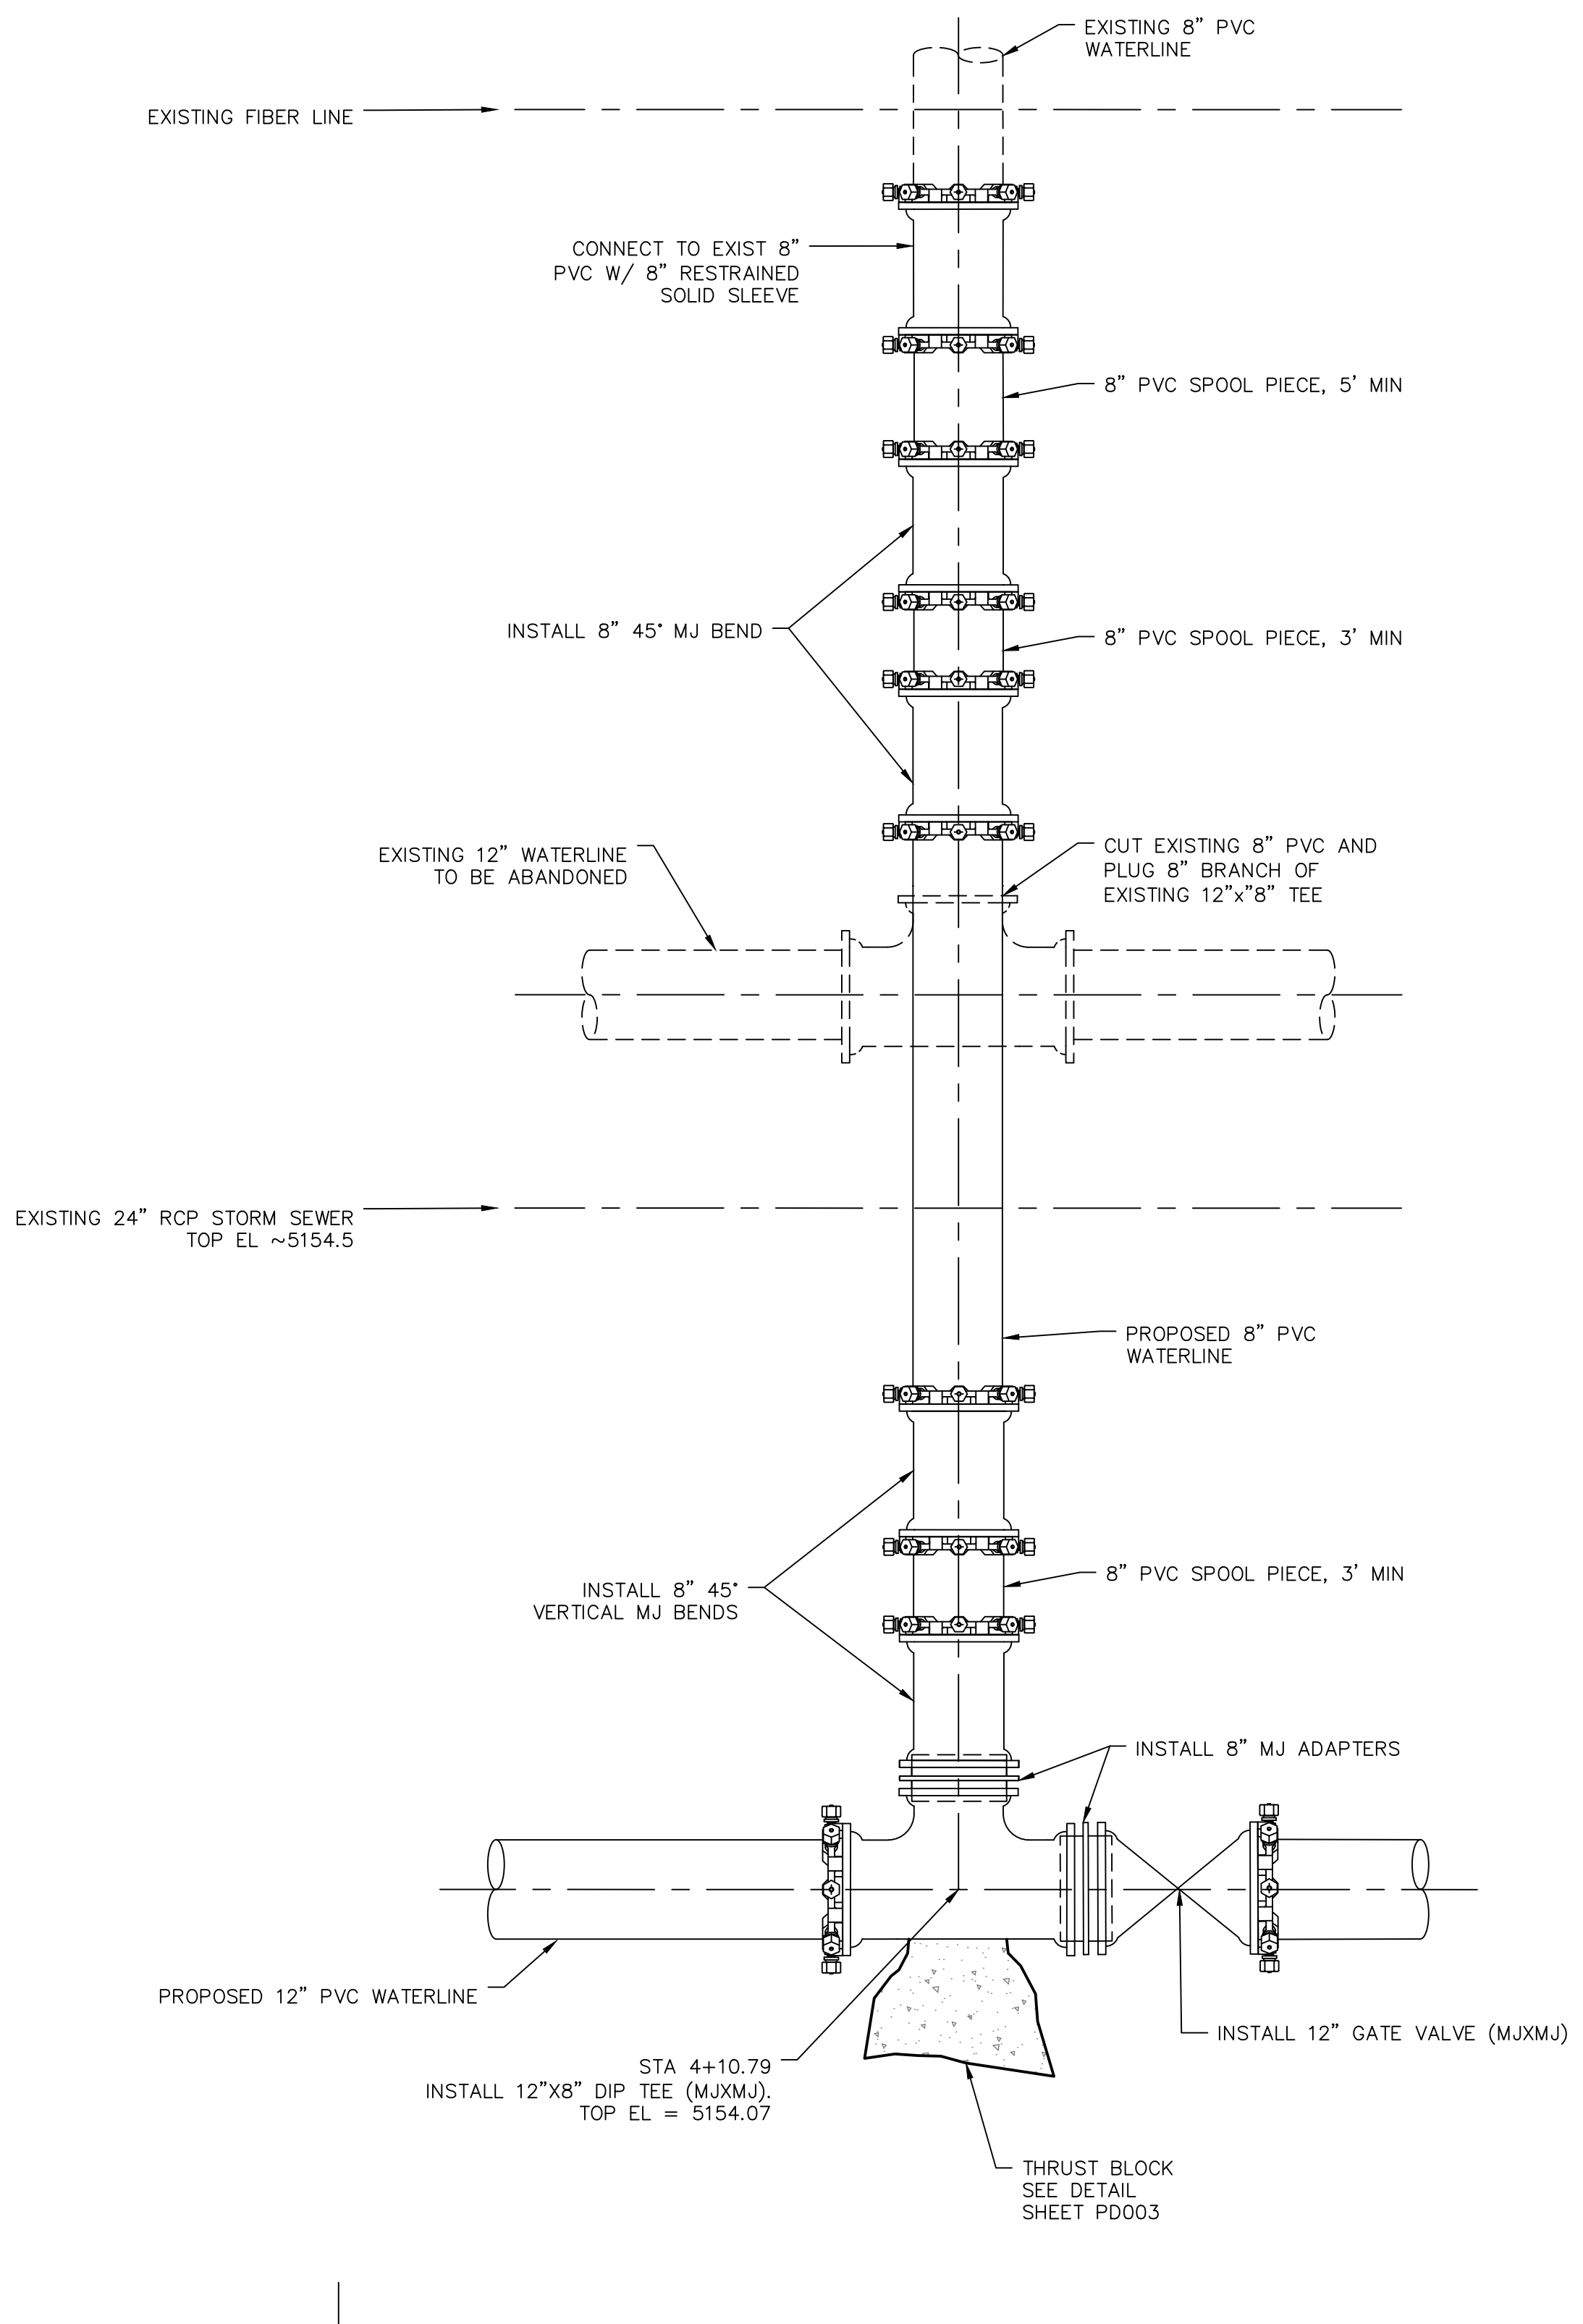 EXISTING 8” PVC
WATERLINE
EXISTING FIBER LINE
CONNECT TO EXIST 8”
PVC W/ 8” RESTRAINED
SOLID SLEEVE
8” PVC SPOOL PIECE, 5’ MIN
INSTALL 8” 45° MJ BEND
8” PVC SPOOL PIECE, 3’ MIN
EXISTING 12” WATERLINE
TO BE ABANDONED
CUT EXISTING 8” PVC AND
PLUG 8” BRANCH OF
EXISTING 12”x”8” TEE
EXISTING 24” RCP STORM SEWER
TOP EL ~5154.5
PROPOSED 8” PVC
WATERLINE
INSTALL 8” 45°
VERTICAL MJ BENDS
8” PVC SPOOL PIECE, 3’ MIN
INSTALL 8” MJ ADAPTERS
PROPOSED 12” PVC WATERLINE
INSTALL 12” GATE VALVE (MJXMJ)
STA 4+10.79
INSTALL 12”X8” DIP TEE (MJXMJ).
TOP EL = 5154.07
THRUST BLOCK
SEE DETAIL
SHEET PD003